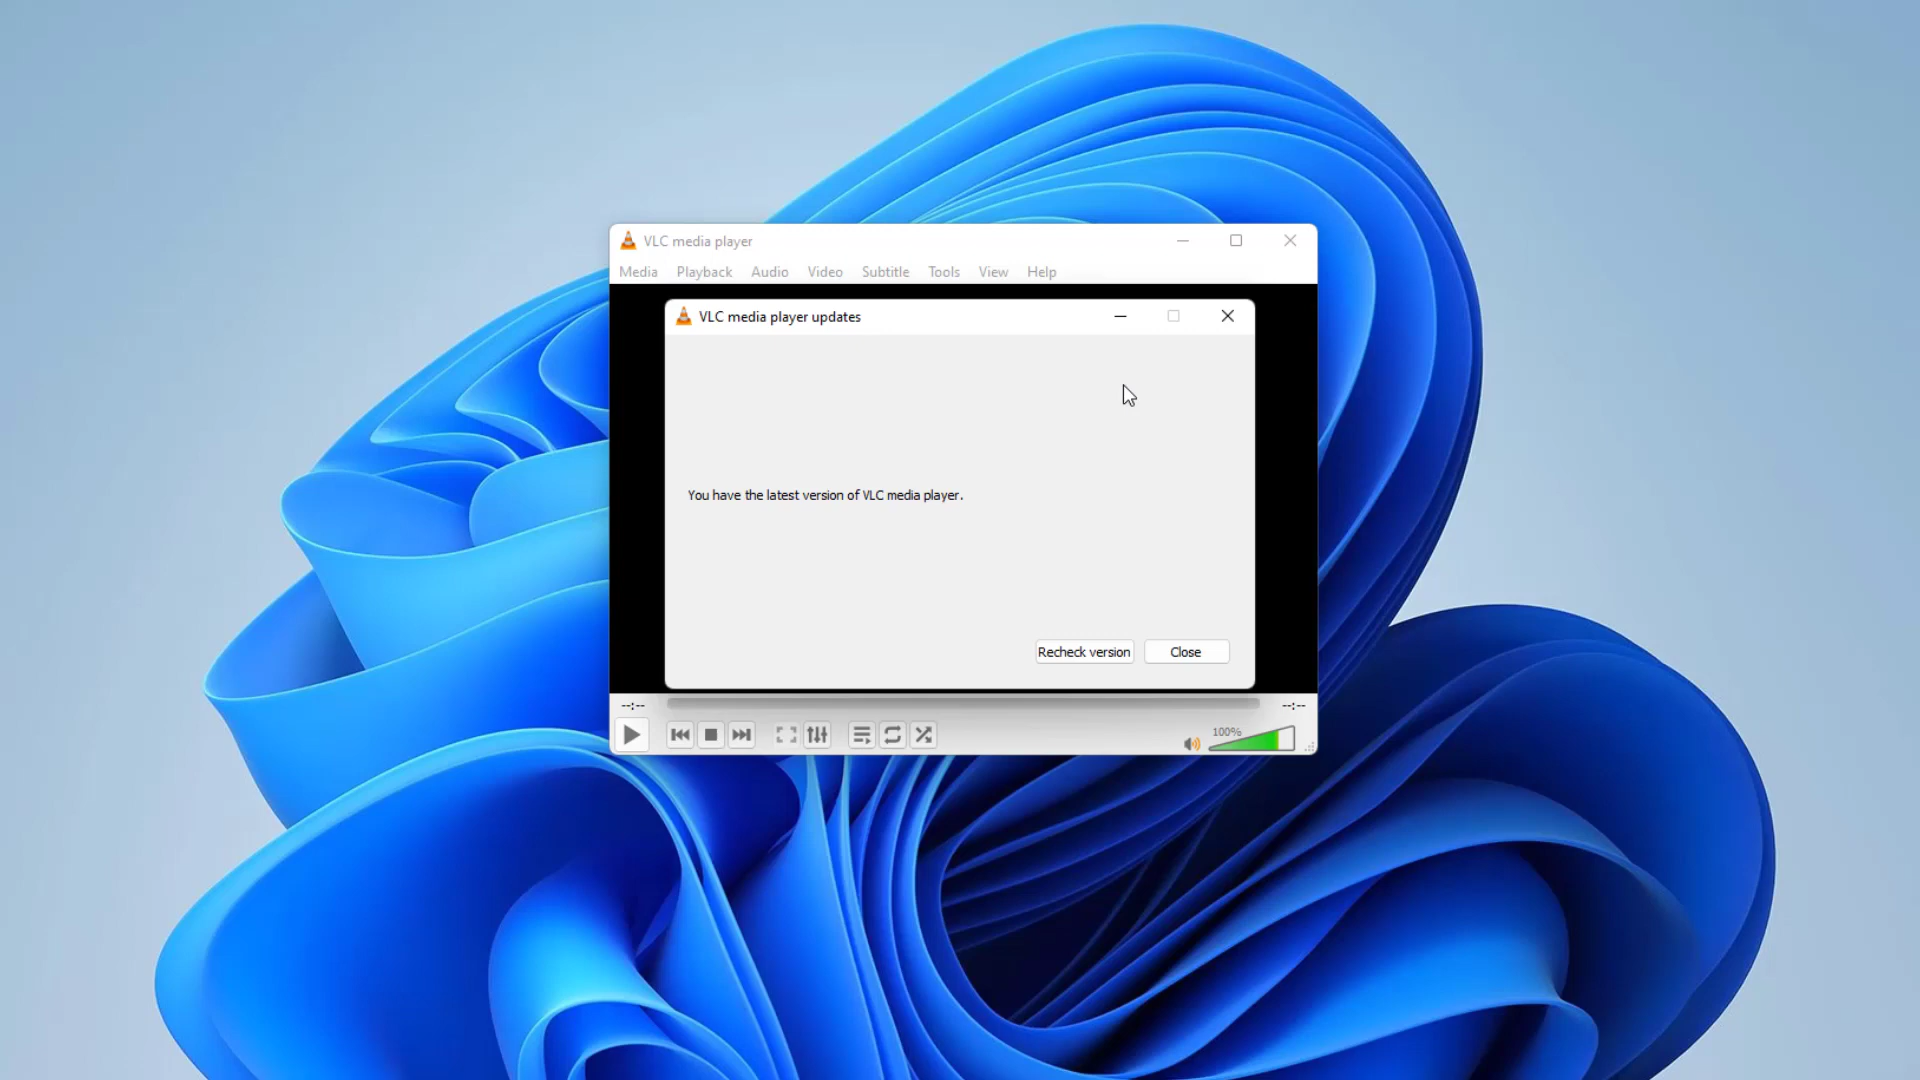 VLC media player
Media Playback Audio Video Subtitle Tools View Help
VLC media player updates
You have the latest version of VLC media player.
Recheck version Close
--:-- --:--
100%